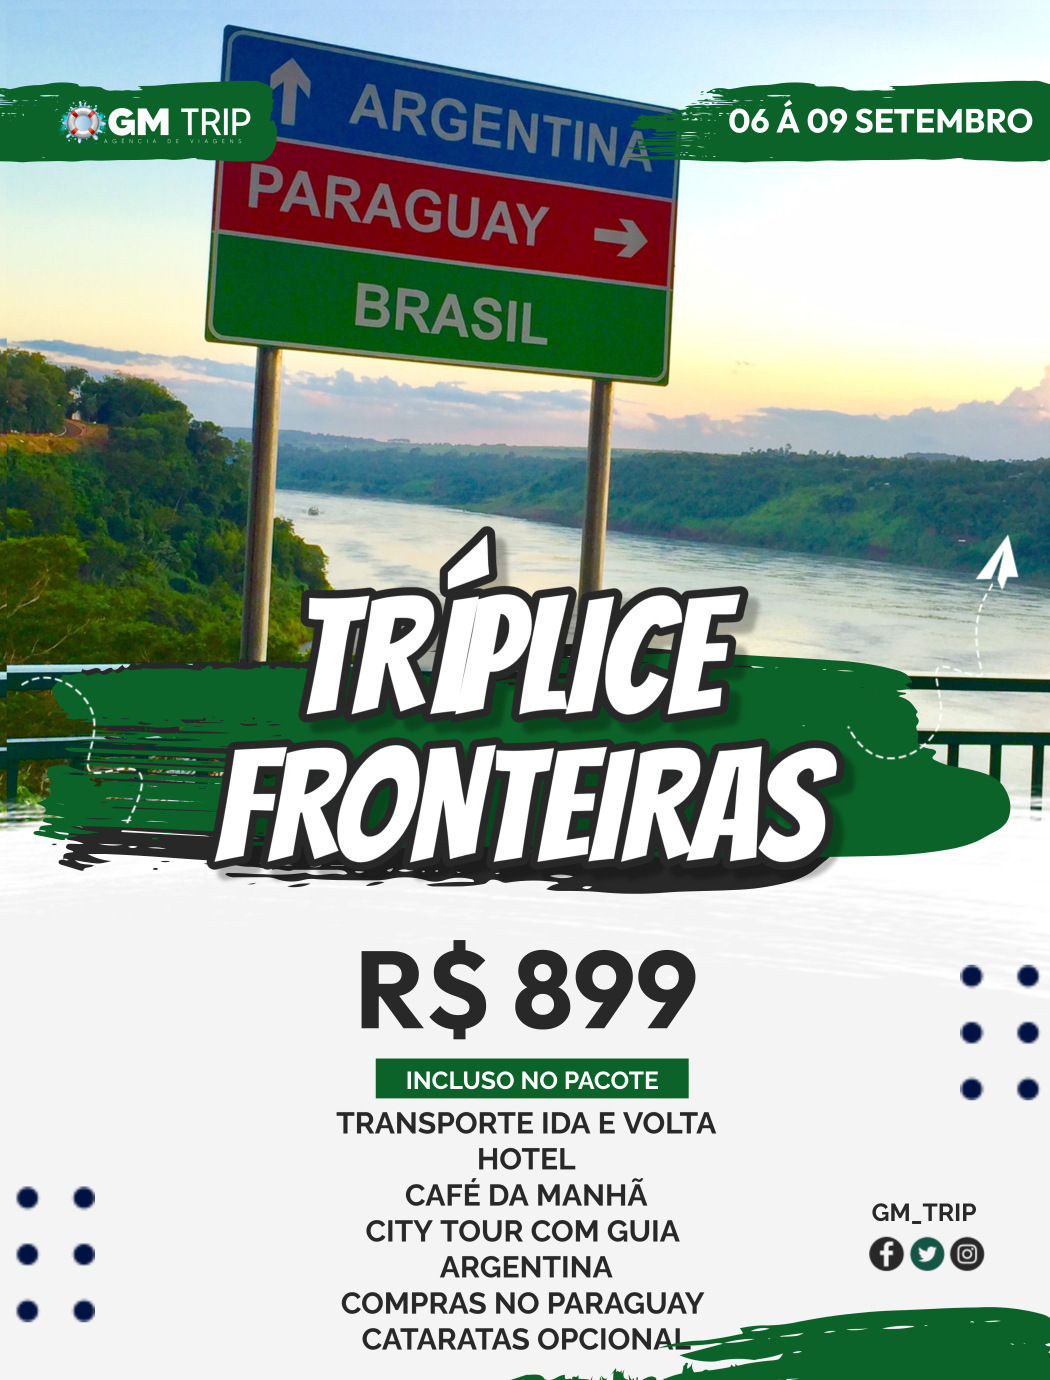 GM TRIP
AGÊNCIA DE VIAGENS
06 Á 09 SETEMBRO
ARGENTINA
PARAGUAY
BRASIL
TRÍPLICE
FRONTEIRAS
R$ 899
INCLUSO NO PACOTE
TRANSPORTE IDA E VOLTA
HOTEL
CAFÉ DA MANHÃ
CITY TOUR COM GUIA
ARGENTINA
COMPRAS NO PARAGUAY
CATARATAS OPCIONAL
GM_TRIP